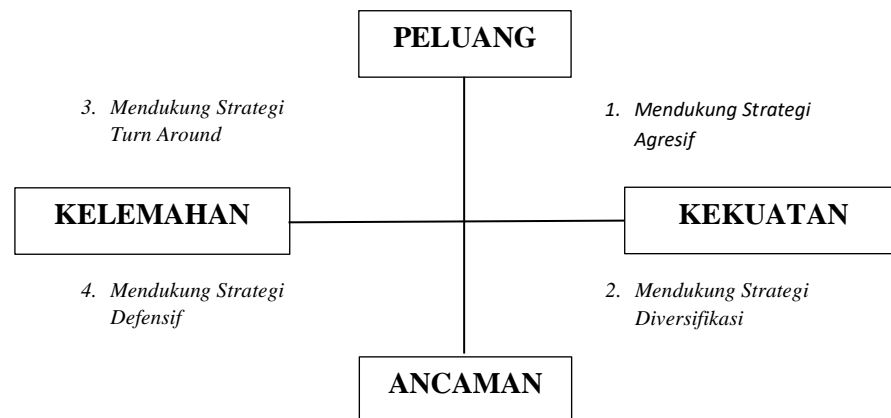 PELUANG
3. Mendukung Strategi
Turn Around
1. Mendukung Strategi
Agresif
KELEMAHAN
KEKUATAN
4. Mendukung Strategi
Defensif
2. Mendukung Strategi
Diversifikasi
ANCAMAN